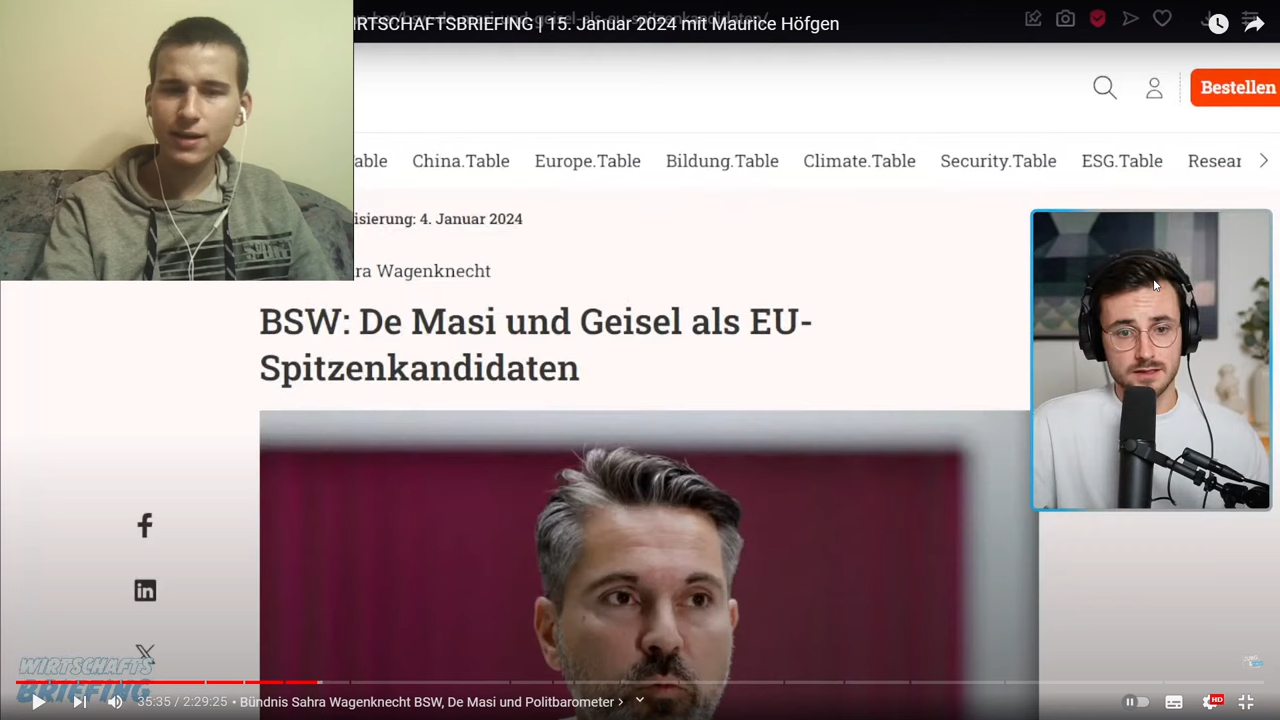 IRTSCHAFTSBRIEFING | 15. Januar 2024 mit Maurice Höfgen
Bestellen
able China.Table Europe.Table Bildung.Table Climate.Table Security.Table ESG.Table Resear
isierung: 4. Januar 2024
ra Wagenknecht
BSW: De Masi und Geisel als EU-
Spitzenkandidaten
WIRTSCHAFTS
BRIEFING
35:35 / 2:29:25 • Bündnis Sahra Wagenknecht BSW, De Masi und Politbarometer
HD